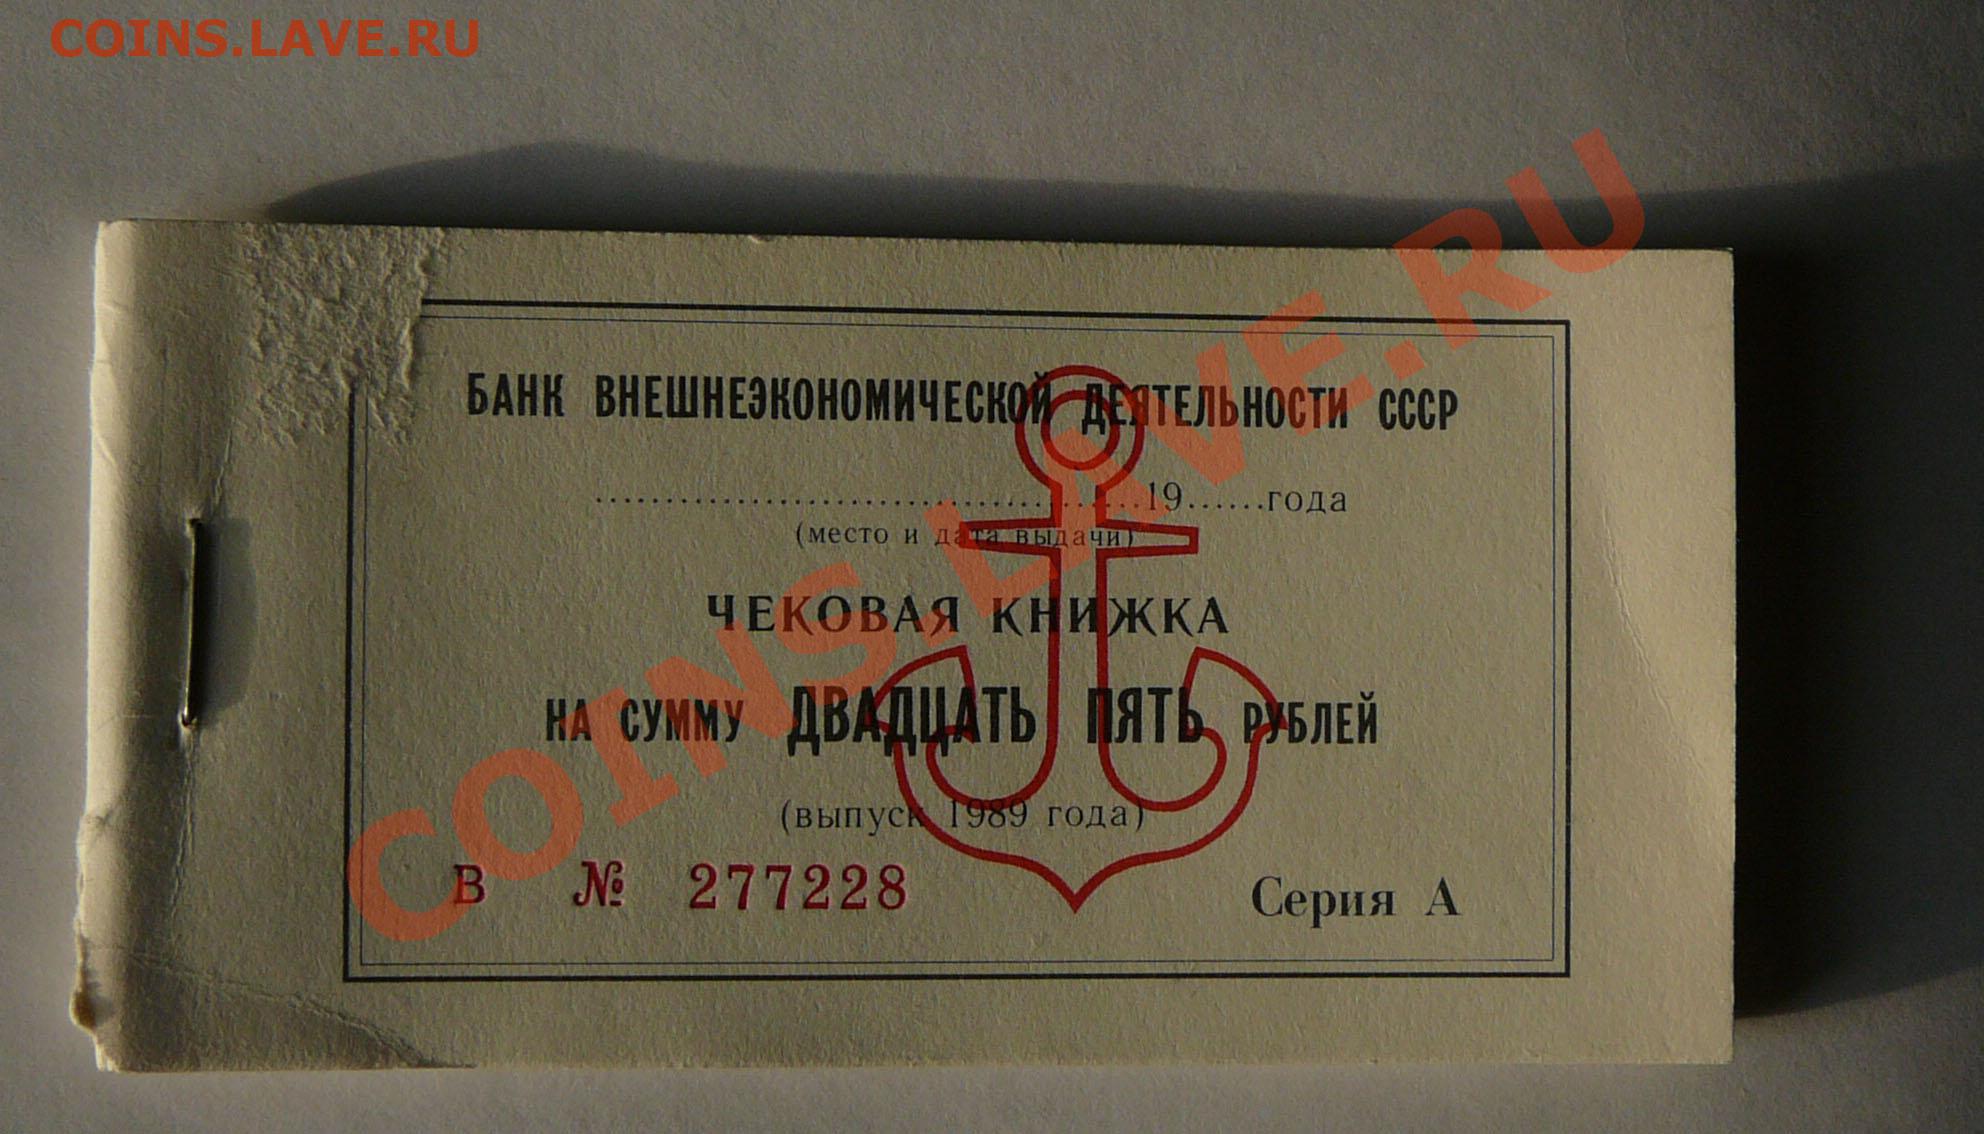 COINS.LAVE.RU
БАНК ВНЕШНЕЭКОНОМИЧЕСКОЙ ДЕЯТЕЛЬНОСТИ СССР
.......................................19......года
(место и дата выдачи)
ЧЕКОВАЯ КНИЖКА
НА СУММУ ДВАДЦАТЬ ПЯТЬ РУБЛЕЙ
(выпуск 1989 года)
В № 277228 Серия А
COINS.LAVE.RU